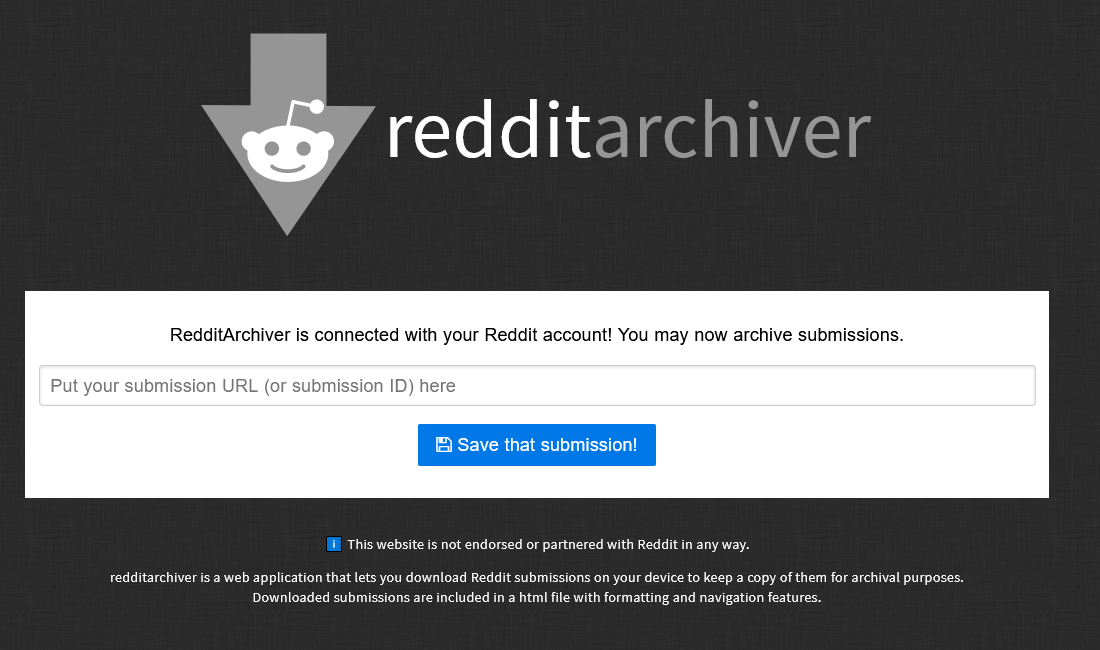 redditarchiver
RedditArchiver is connected with your Reddit account! You may now archive submissions.
Put your submission URL (or submission ID) here
Save that submission!
i This website is not endorsed or partnered with Reddit in any way.
redditarchiver is a web application that lets you download Reddit submissions on your device to keep a copy of them for archival purposes.
Downloaded submissions are included in a html file with formatting and navigation features.